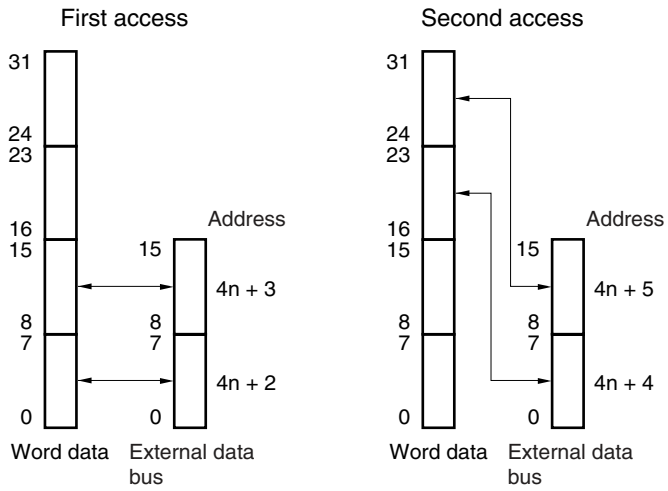 First access
31
24
23
16
15
8
7
0
Word data
15
8
7
0
External data
bus
Address
4n + 3
4n + 2
Second access
31
24
23
16
15
8
7
0
Word data
15
8
7
0
External data
bus
Address
4n + 5
4n + 4